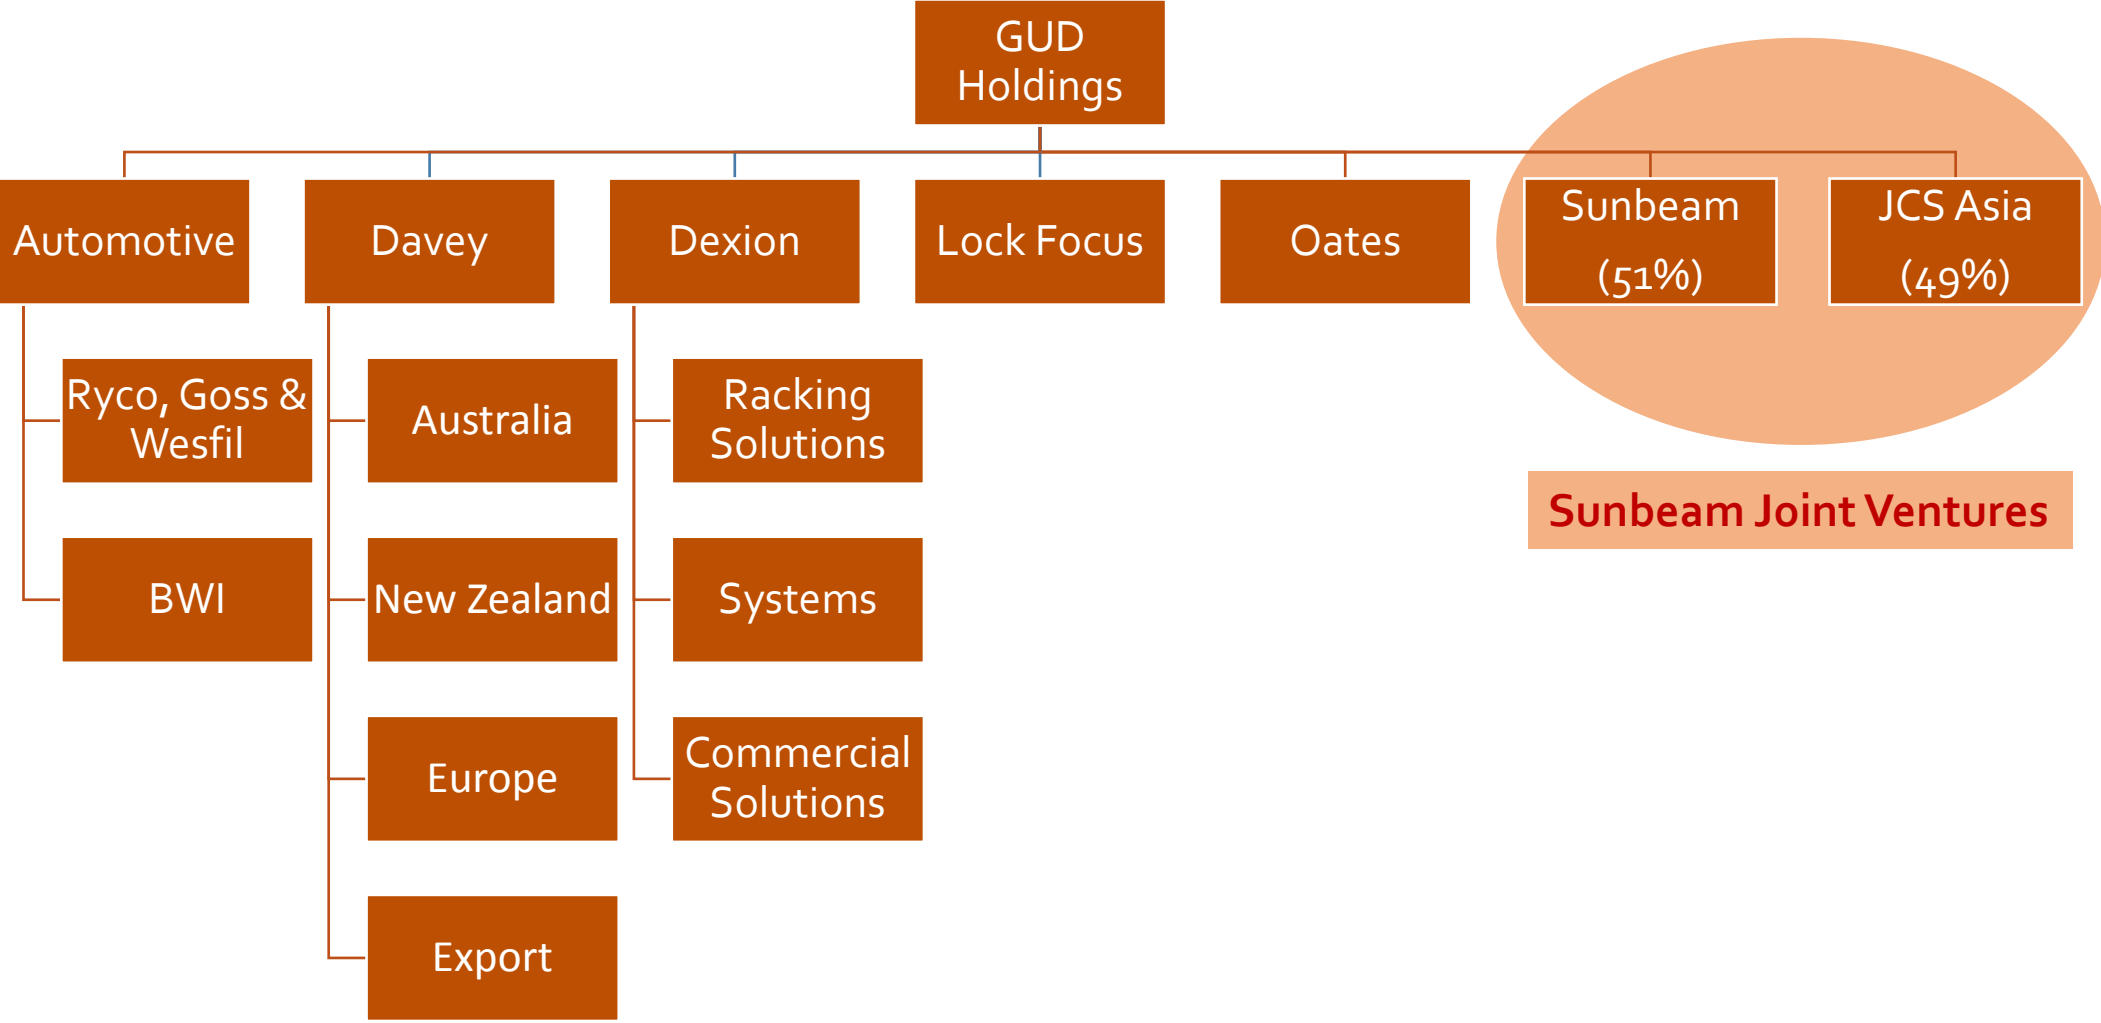 GUD
Holdings
Automotive
Davey
Dexion
Lock Focus
Oates
Sunbeam
(51%)
JCS Asia
(49%)
Ryco, Goss &
Wesfil
BWI
Australia
New Zealand
Europe
Export
Racking
Solutions
Systems
Commercial
Solutions
Sunbeam Joint Ventures